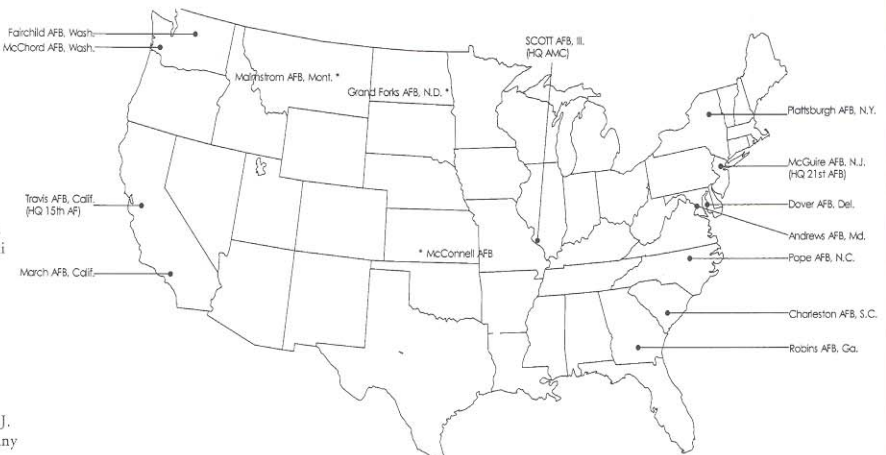 Fairchild AFB, Wash.
McChord AFB, Wash.
SCOTT AFB, Ill.
(HQ AMC)
Malmstrom AFB, Mont. *
Grand Forks AFB, N.D. *
Plattsburgh AFB, N.Y.
McGuire AFB, N.J.
(HQ 21st AFB)
Travis AFB, Calif.
(HQ 15th AF)
Dover AFB, Del.
Andrews AFB, Md.
* McConnell AFB
Pope AFB, N.C.
March AFB, Calif.
Charleston AFB, S.C.
Robins AFB, Ga.
i
J.
ny